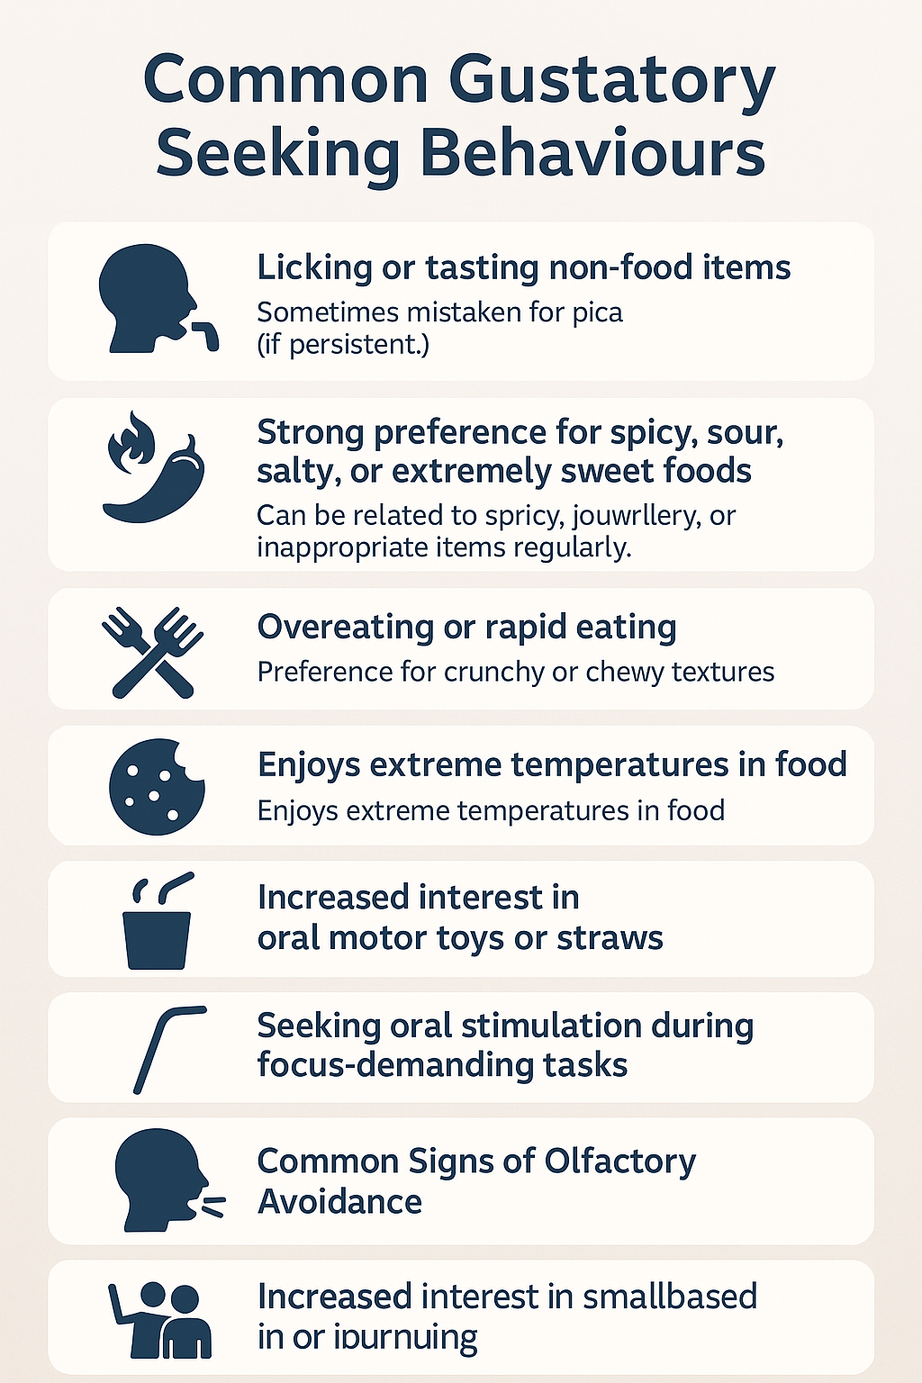 Common Gustatory
Seeking Behaviours
Licking or tasting non-food items
Sometimes mistaken for pica
(if persistent.)
Strong preference for spicy, sour,
salty, or extremely sweet foods
Can be related to spricy, jouwrllery, or
inappropriate items regularly.
Overeating or rapid eating
Preference for crunchy or chewy textures
Enjoys extreme temperatures in food
Enjoys extreme temperatures in food
Increased interest in
oral motor toys or straws
Seeking oral stimulation during
focus-demanding tasks
Common Signs of Olfactory
Avoidance
Increased interest in smallbased
in or